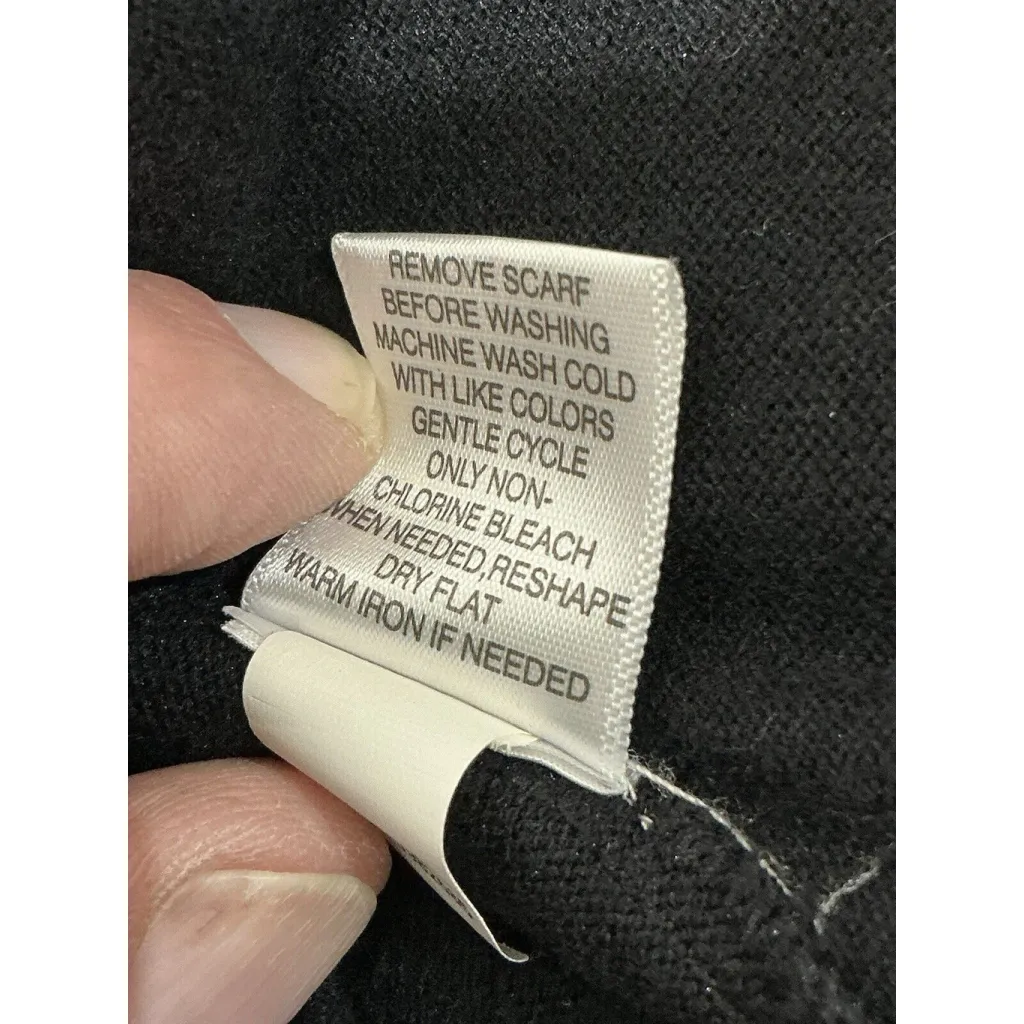 REMOVE SCARF
BEFORE WASHING
MACHINE WASH COLD
WITH LIKE COLORS
GENTLE CYCLE
ONLY NON-
CHLORINE BLEACH
WHEN NEEDED,RESHAPE
DRY FLAT
WARM IRON IF NEEDED